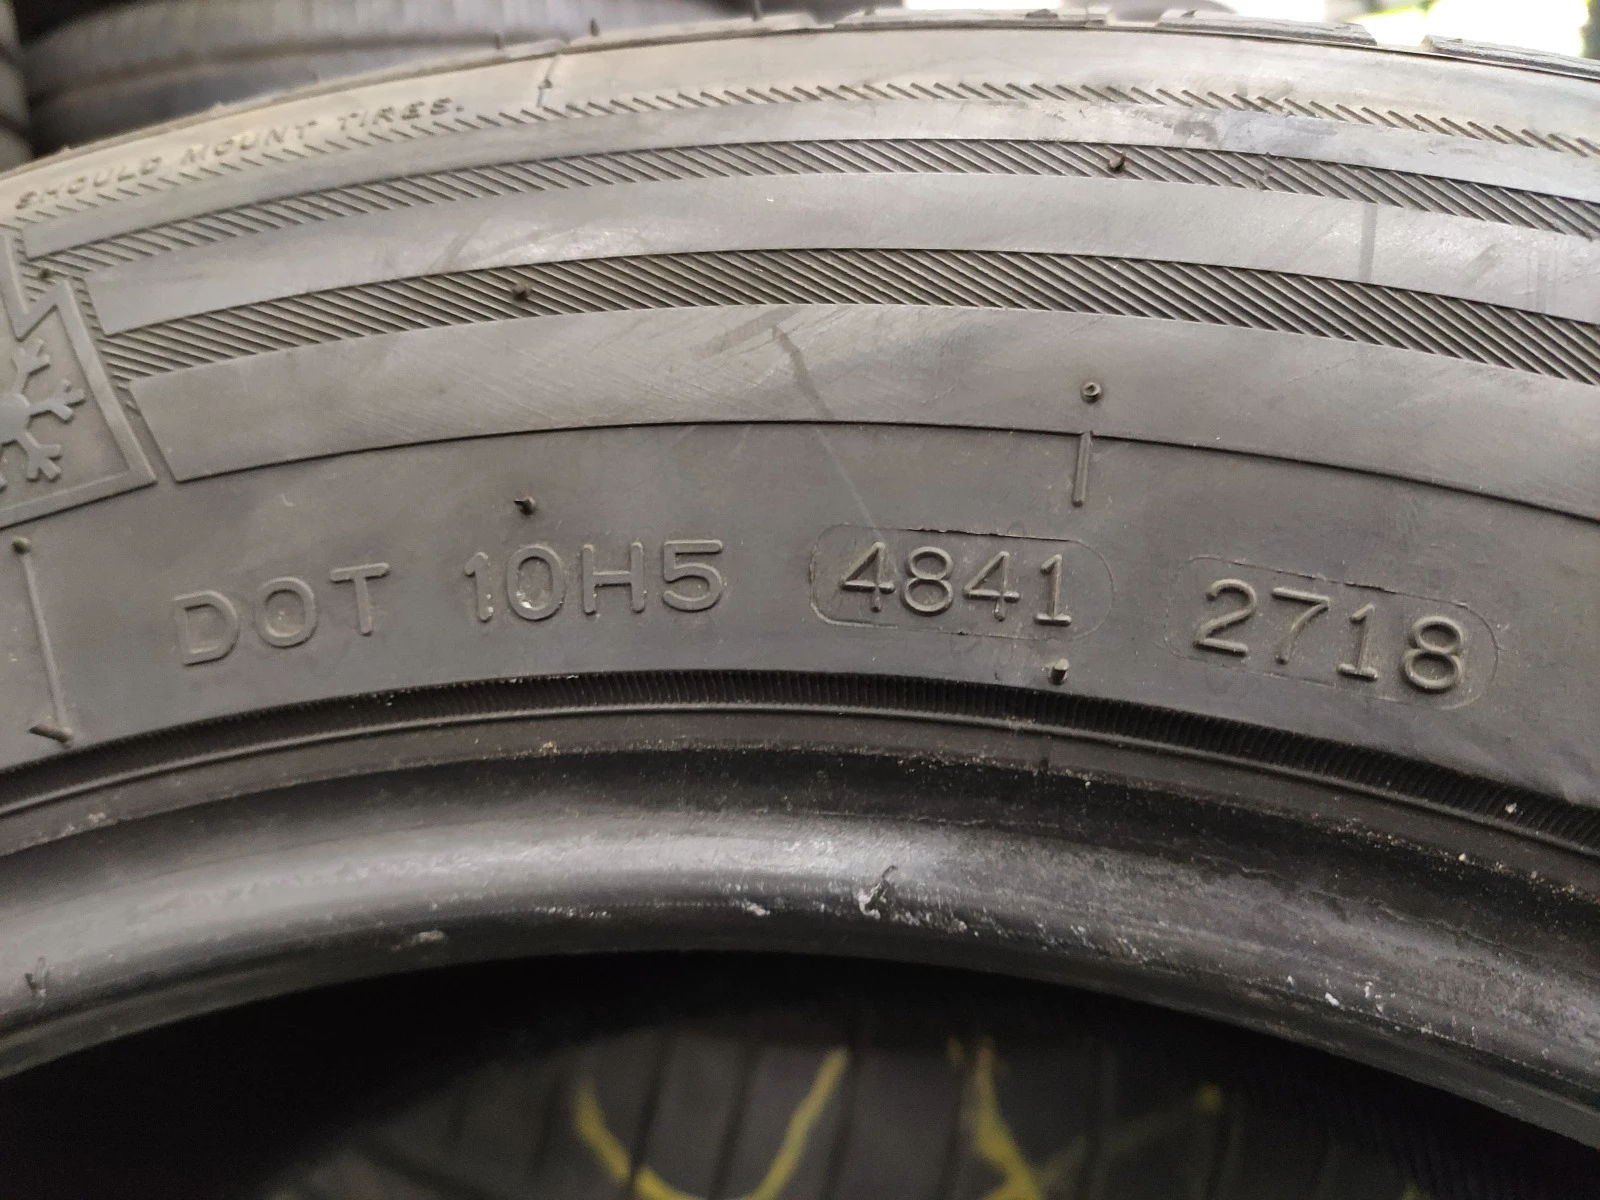 SHOULD MOUNT TIRES.
DOT 10H5 4841 2718